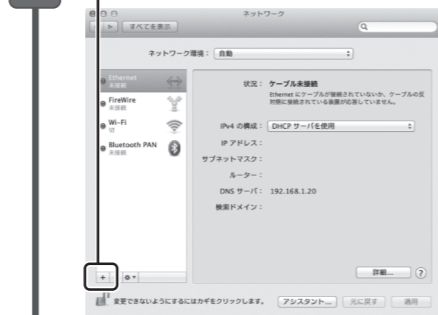 ネットワーク
すべてを表示
ネットワーク環境： 自動
Ethernet
未接続
FireWire
未接続
Wi-Fi
切
Bluetooth PAN
未接続
状況： ケーブル未接続
Ethernet にケーブルが接続されていないか、ケーブルの反
対側に接続されている装置が応答していません。
IPv4 の構成： DHCP サーバを使用
IP アドレス：
サブネットマスク：
ルーター：
DNS サーバ： 192.168.1.20
検索ドメイン：
+
詳細... ?
変更できないようにするにはカギをクリックします。 アシスタント... 元に戻す 適用